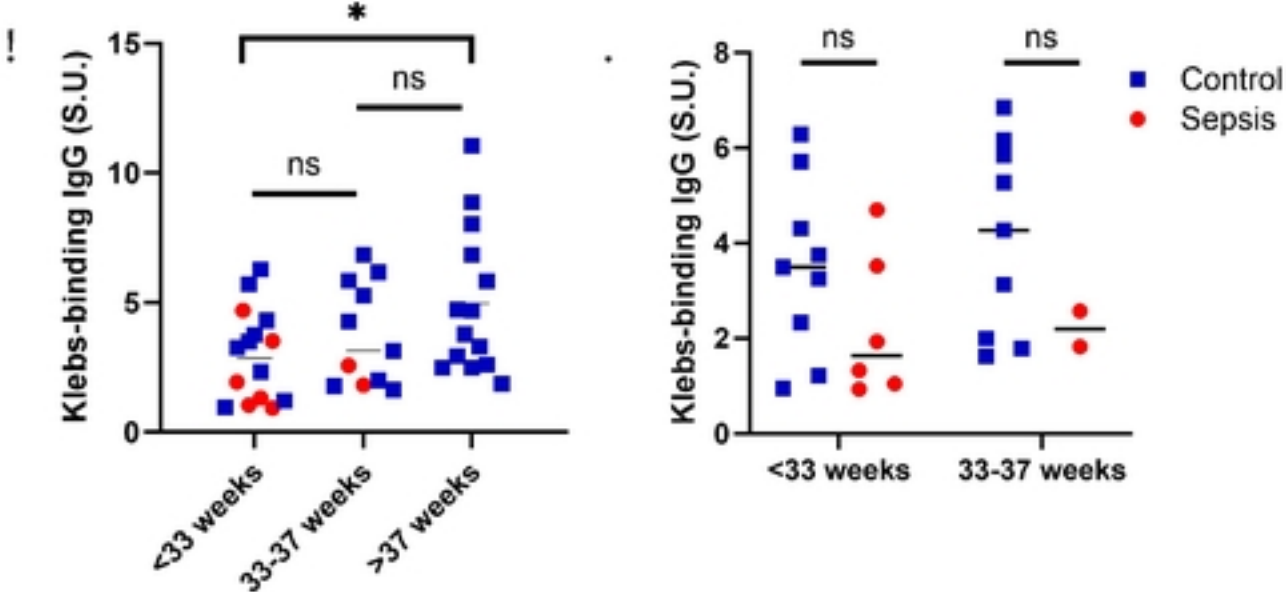 *
15
ns
10
ns
5
0
Klebs-binding IgG (S.U.)
<33 weeks
33-37 weeks
>37 weeks
8
ns
ns
6
4
2
0
Klebs-binding IgG (S.U.)
<33 weeks
33-37 weeks
Control
Sepsis